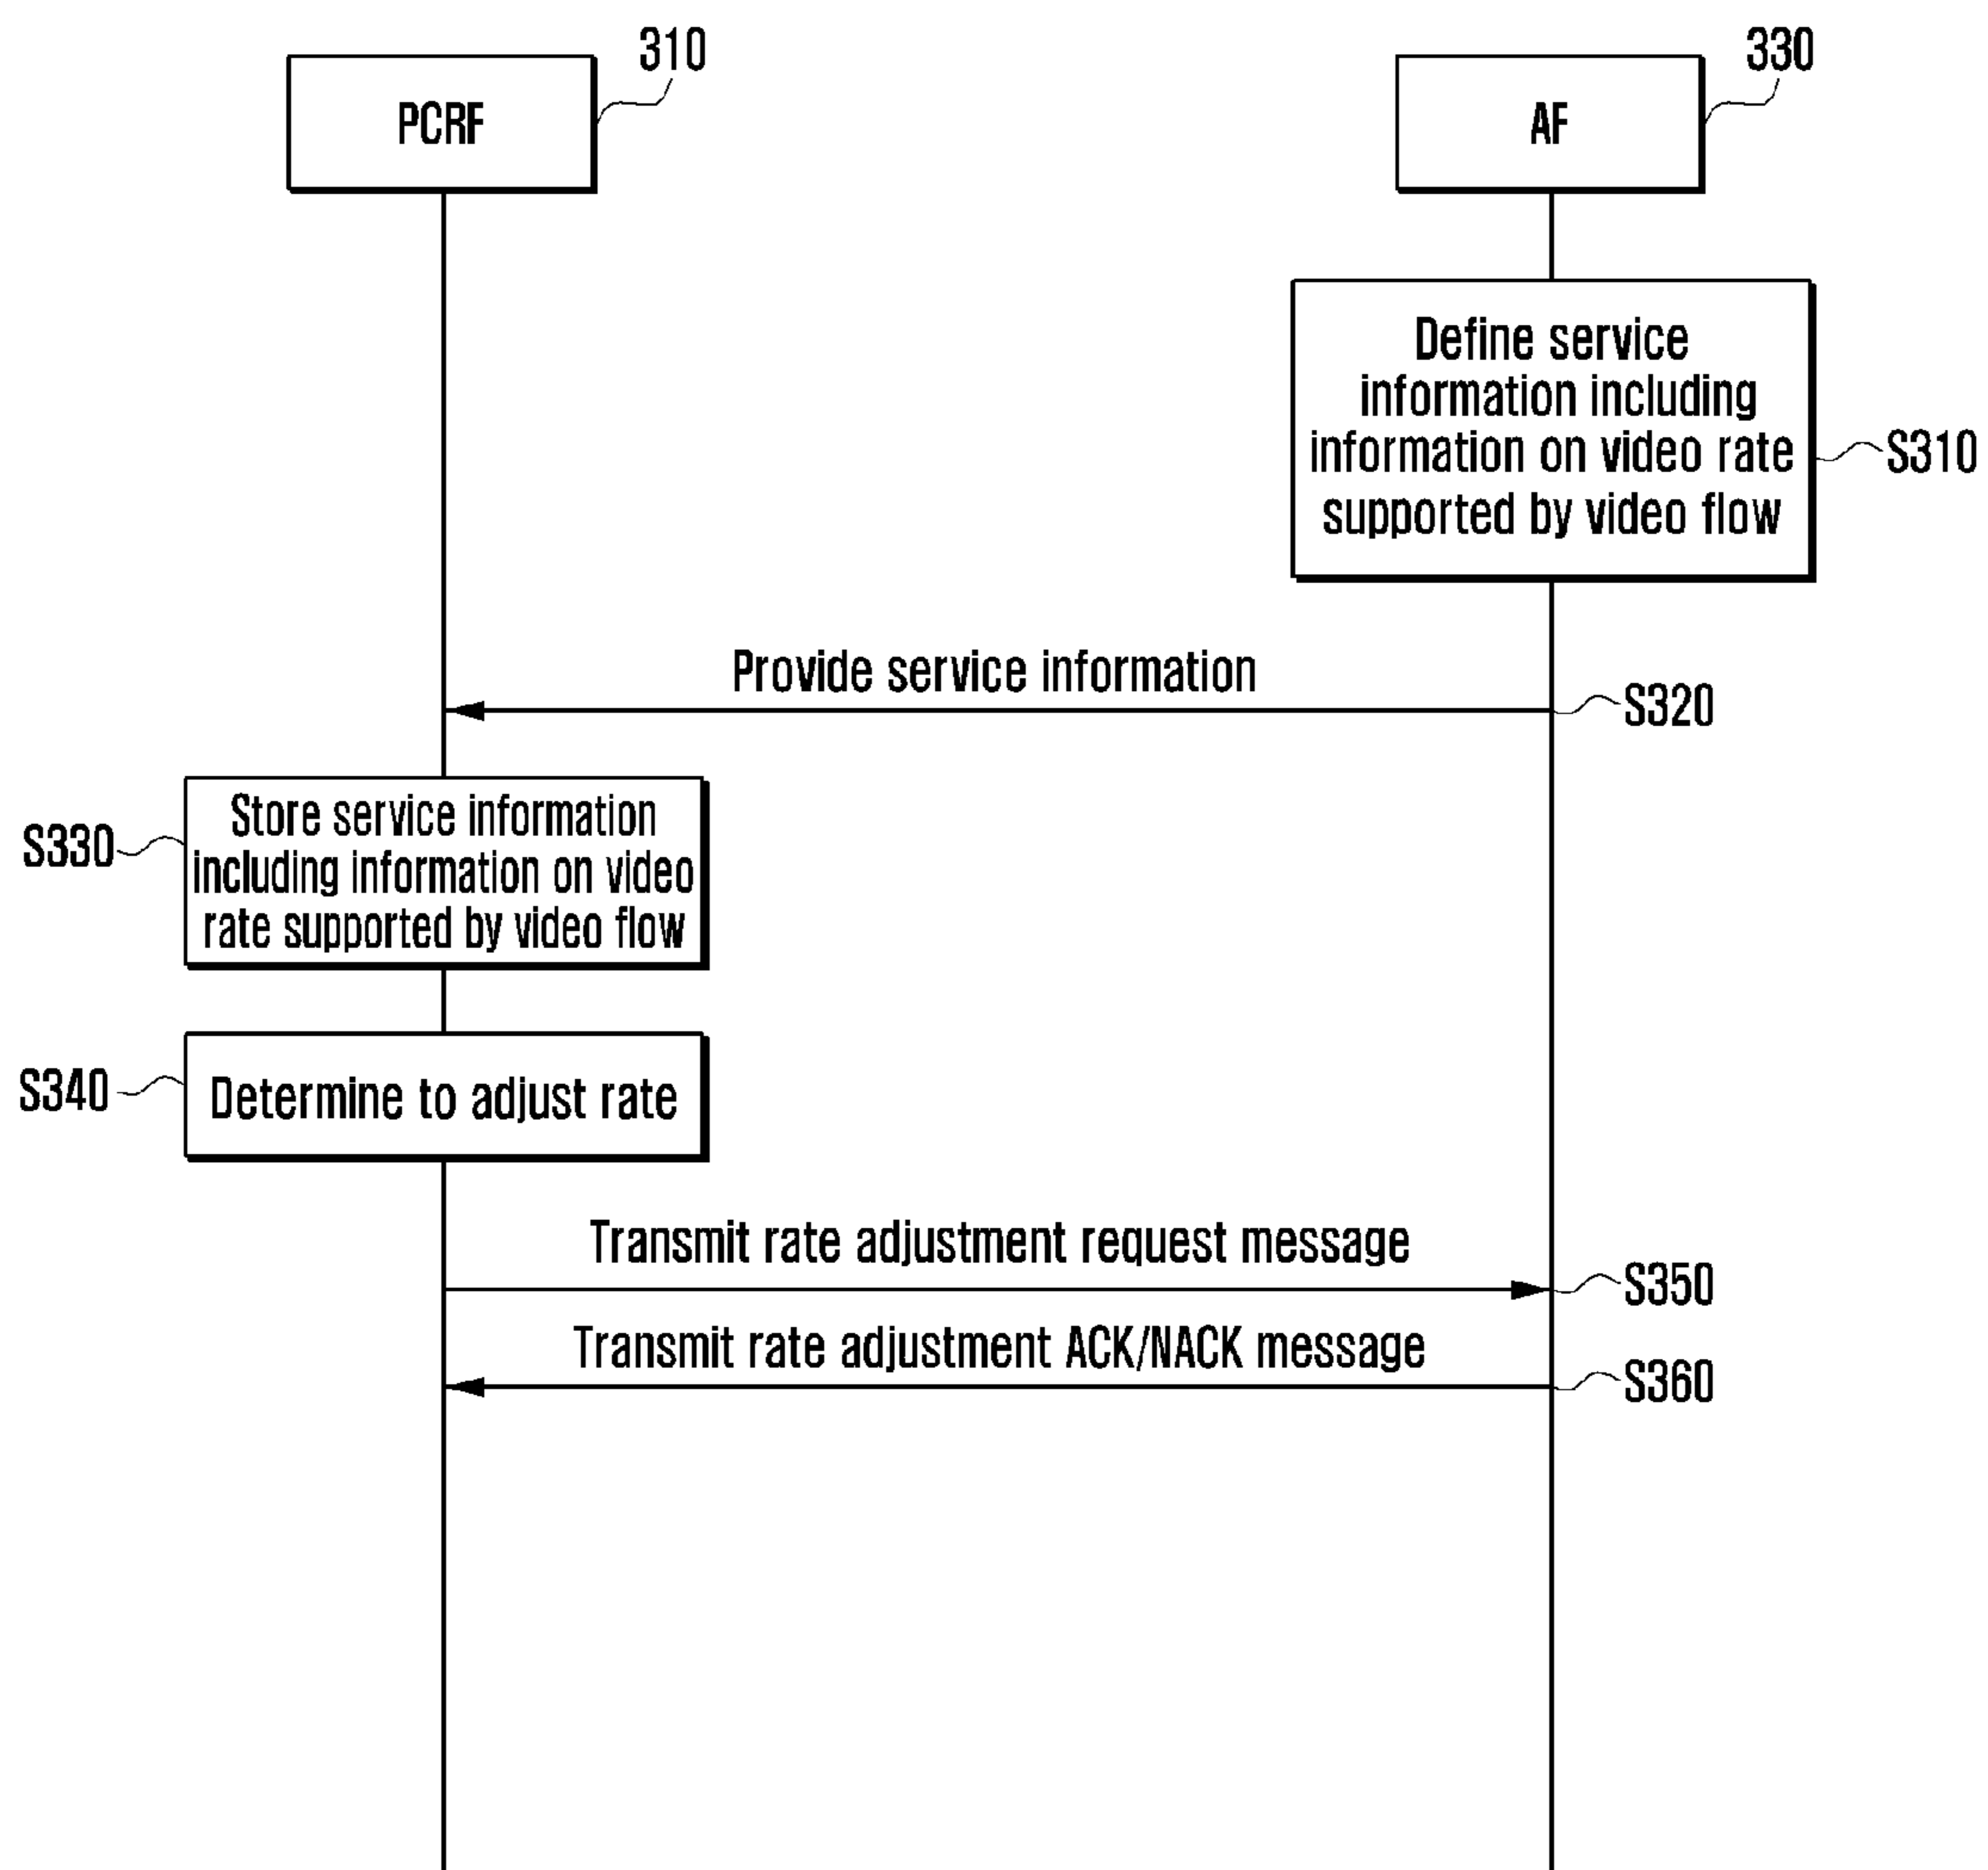 310
330
PCRF
AF
Define service
information including
information on video rate
supported by video flow
S310
Provide service information
S320
Store service information
including information on video
rate supported by video flow
S330
Determine to adjust rate
S340
Transmit rate adjustment request message
S350
Transmit rate adjustment ACK/NACK message
S360